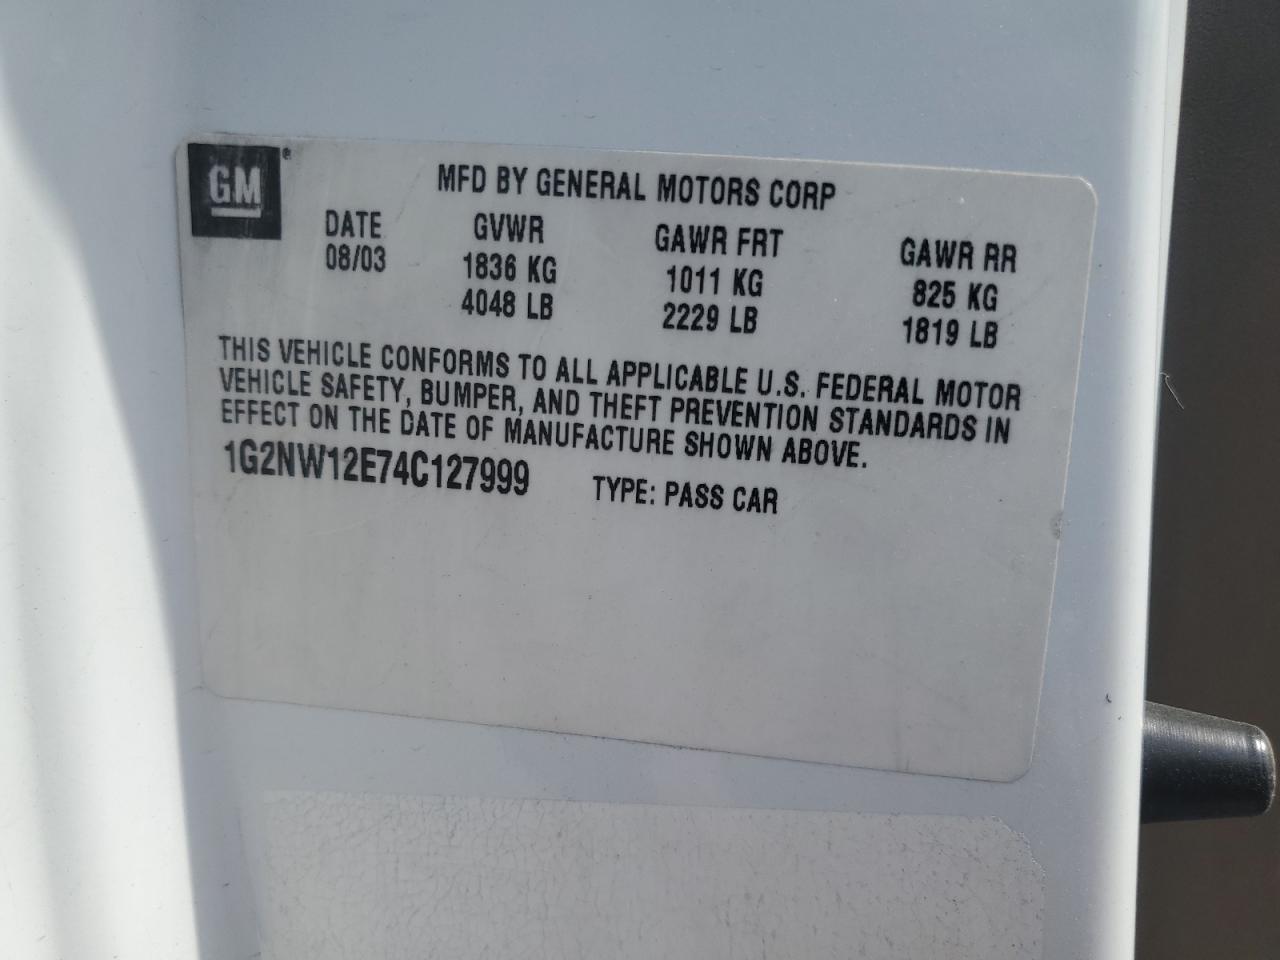 GM®
MFD BY GENERAL MOTORS CORP
DATE GVWR GAWR FRT GAWR RR
08/03 1836 KG 1011 KG 825 KG
4048 LB 2229 LB 1819 LB
THIS VEHICLE CONFORMS TO ALL APPLICABLE U.S. FEDERAL MOTOR
VEHICLE SAFETY, BUMPER, AND THEFT PREVENTION STANDARDS IN
EFFECT ON THE DATE OF MANUFACTURE SHOWN ABOVE.
1G2NW12E74C127999 TYPE: PASS CAR